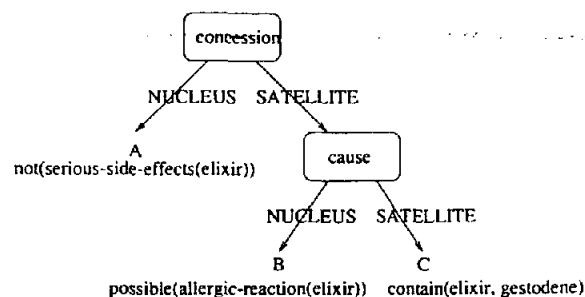 concession
NUCLEUS SATELLITE
A
not(serious-side-effects(elixir))
cause
NUCLEUS SATELLITE
B C
possible(allergic-reaction(elixir)) contain(elixir, gestodene)